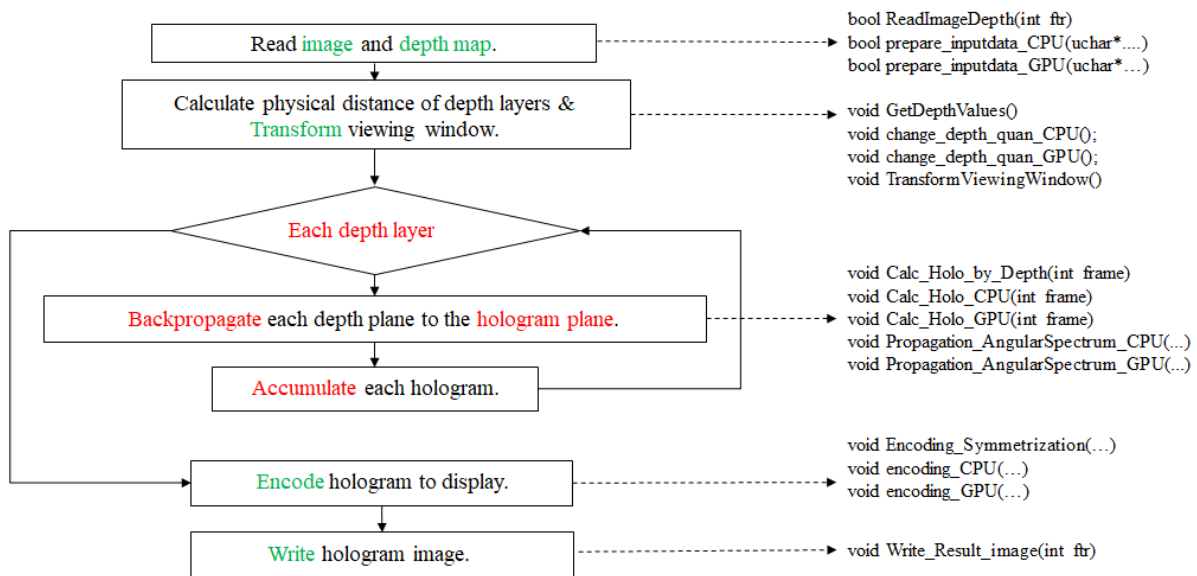 Read image and depth map.
bool ReadImageDepth(int ftr)
bool prepare_inputdata_CPU(uchar*....)
bool prepare_inputdata_GPU(uchar*…)
Calculate physical distance of depth layers &
Transform viewing window.
void GetDepthValues()
void change_depth_quan_CPU();
void change_depth_quan_GPU();
void TransformViewingWindow()
Each depth layer
Backpropagate each depth plane to the hologram plane.
Accumulate each hologram.
void Calc_Holo_by_Depth(int frame)
void Calc_Holo_CPU(int frame)
void Calc_Holo_GPU(int frame)
void Propagation_AngularSpectrum_CPU(...)
void Propagation_AngularSpectrum_GPU(...)
Encode hologram to display.
void Encoding_Symmetrization(…)
void encoding_CPU(…)
void encoding_GPU(…)
Write hologram image.
void Write_Result_image(int ftr)